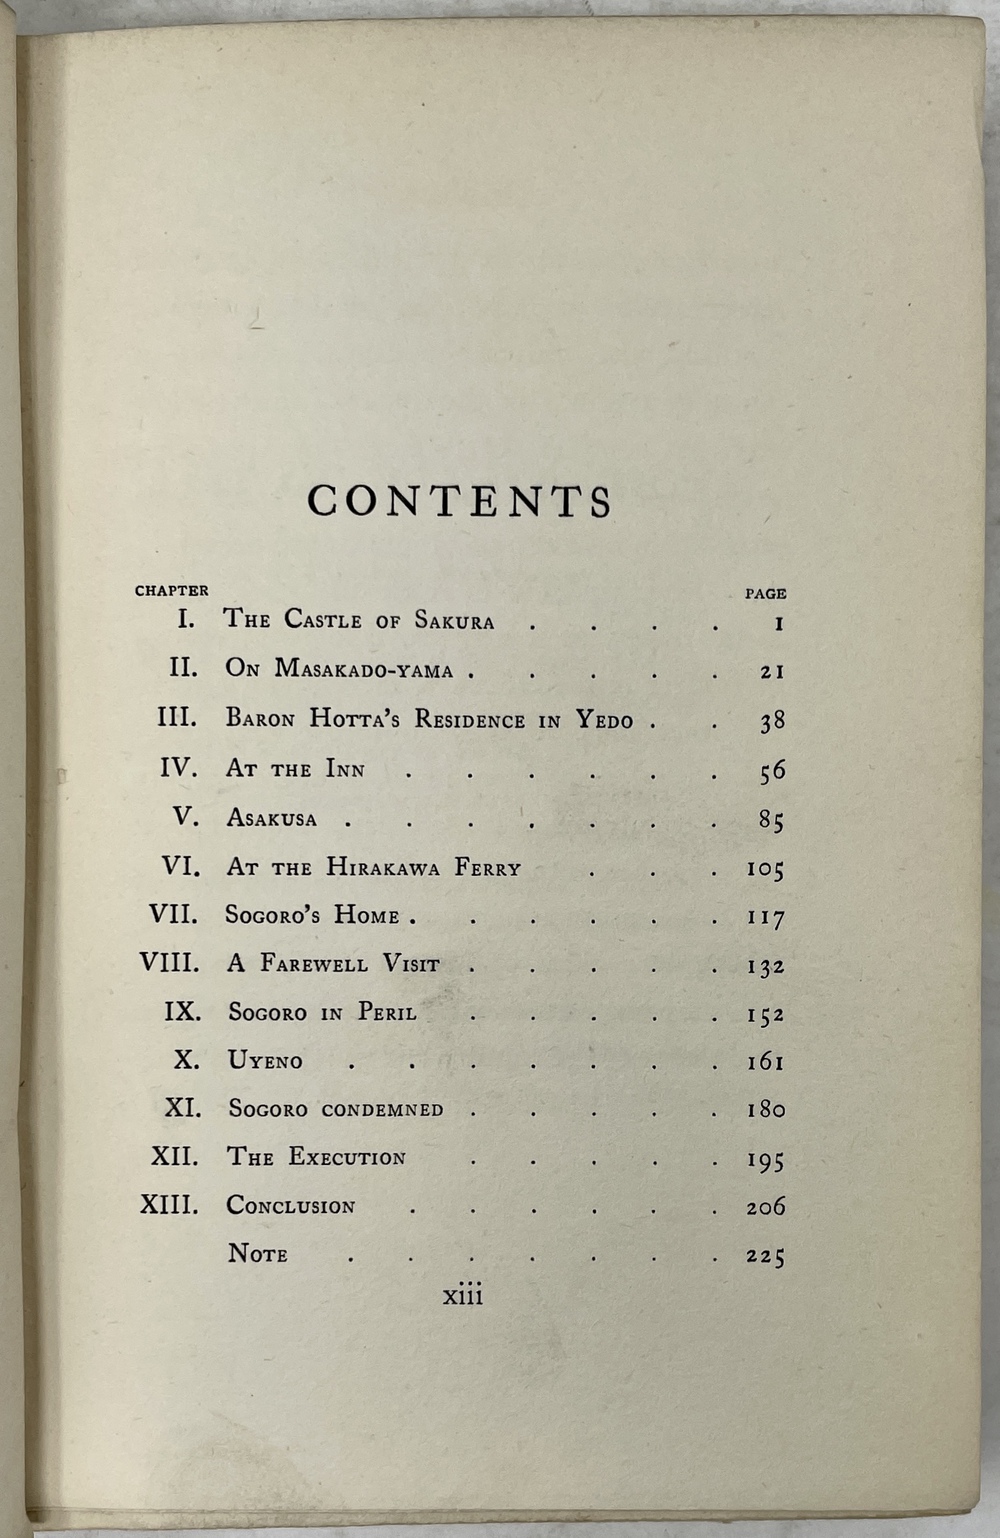 CONTENTS
CHAPTER PAGE
I. The Castle of Sakura . . . . 1
II. On Masakado-yama . . . . . 21
III. Baron Hotta's Residence in Yedo . . 38
IV. At the Inn . . . . . . 56
V. Asakusa . . . . . . . 85
VI. At the Hirakawa Ferry . . . 105
VII. Sogoro's Home . . . . . . 117
VIII. A Farewell Visit . . . . . 132
IX. Sogoro in Peril . . . . . 152
X. Uyeno . . . . . . . 161
XI. Sogoro condemned . . . . . 180
XII. The Execution . . . . . 195
XIII. Conclusion . . . . . . 206
Note . . . . . . . 225
xiii